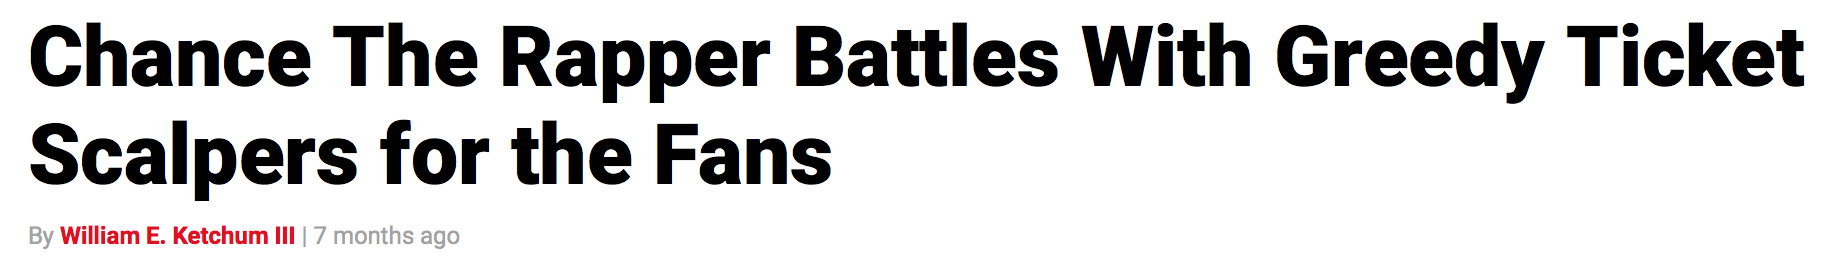 Chance The Rapper Battles With Greedy Ticket
Scalpers for the Fans
By William E. Ketchum III | 7 months ago